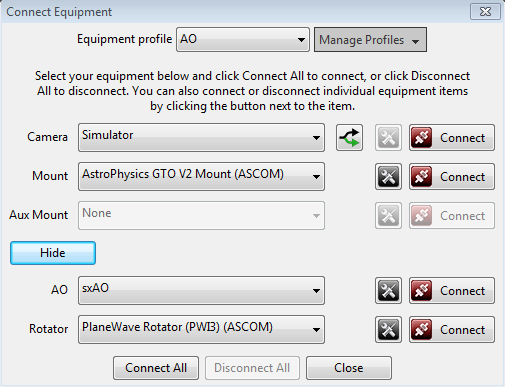 Connect Equipment
Equipment profile AO Manage Profiles
Select your equipment below and click Connect All to connect, or click Disconnect
All to disconnect. You can also connect or disconnect individual equipment items
by clicking the button next to the item.
Camera Simulator Connect
Mount AstroPhysics GTO V2 Mount (ASCOM) Connect
Aux Mount None Connect
Hide
AO sxAO Connect
Rotator PlaneWave Rotator (PWI3) (ASCOM) Connect
Connect All Disconnect All Close